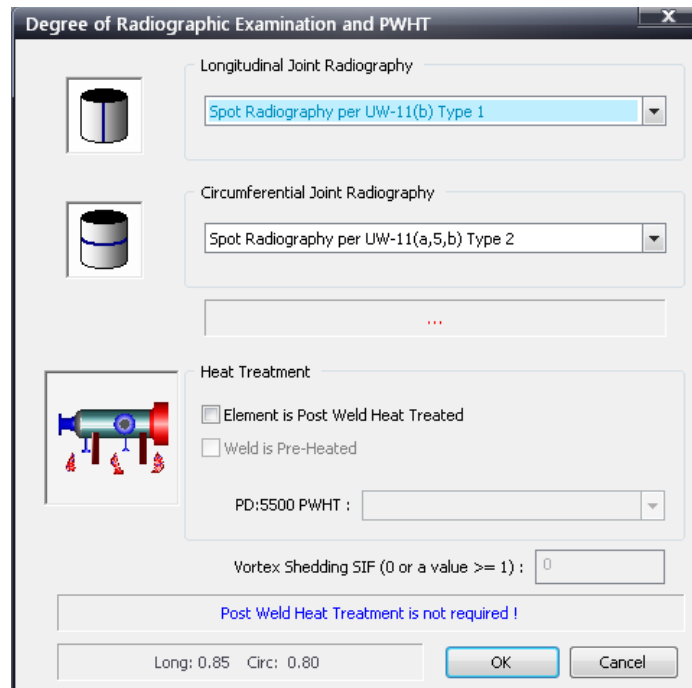 Degree of Radiographic Examination and PWHT
x
Longitudinal Joint Radiography
Spot Radiography per UW-11(b) Type 1
Circumferential Joint Radiography
Spot Radiography per UW-11(a,5,b) Type 2
...
Heat Treatment
Element is Post Weld Heat Treated
Weld is Pre-Heated
PD:5500 PWHT :
Vortex Shedding SIF (0 or a value >= 1) : 0
Post Weld Heat Treatment is not required !
Long: 0.85 Circ: 0.80 OK Cancel